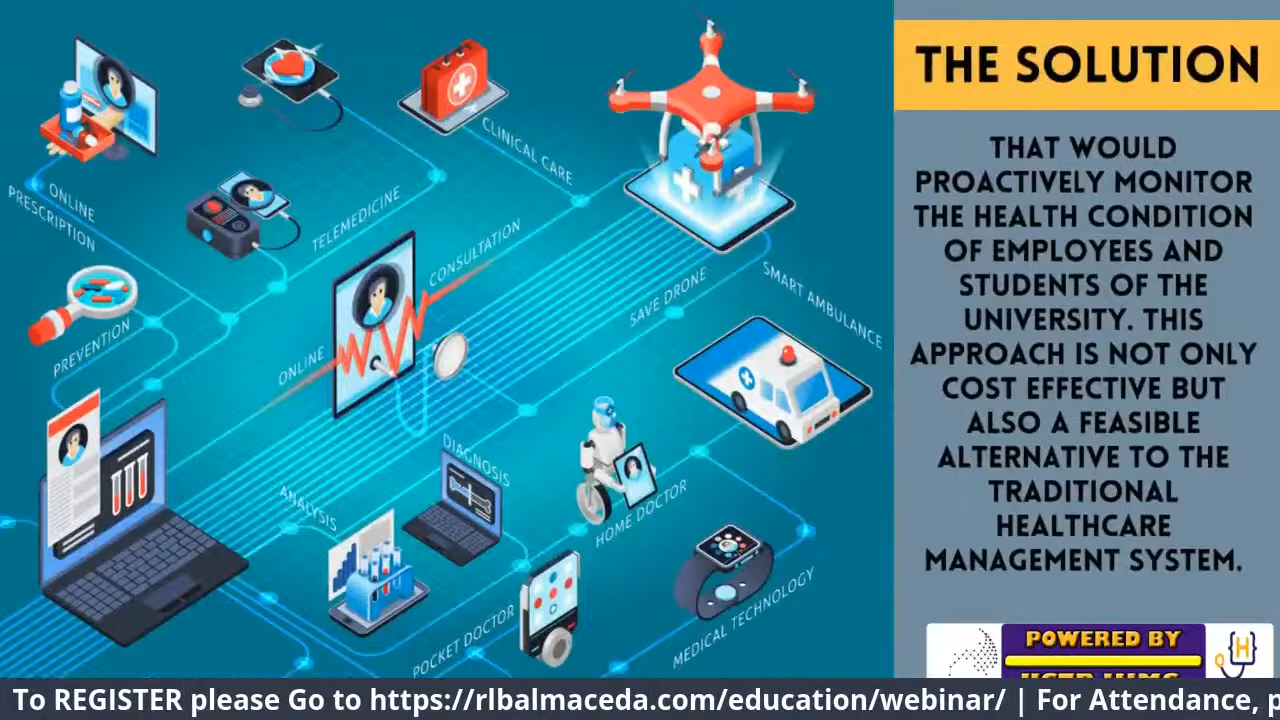 THE SOLUTION
THAT WOULD
PROACTIVELY MONITOR
THE HEALTH CONDITION
OF EMPLOYEES AND
STUDENTS OF THE
UNIVERSITY. THIS
APPROACH IS NOT ONLY
COST EFFECTIVE BUT
ALSO A FEASIBLE
ALTERNATIVE TO THE
TRADITIONAL
HEALTHCARE
MANAGEMENT SYSTEM.
ONLINE
PRESCRIPTION
TELEMEDICINE
CLINICAL CARE
ONLINE CONSULTATION
SAVE DRONE
SMART AMBULANCE
PREVENTION
ANALYSIS
DIAGNOSIS
HOME DOCTOR
POCKET DOCTOR
MEDICAL TECHNOLOGY
POWERED BY
H
To REGISTER please Go to https://rlbalmaceda.com/education/webinar/ | For Attendance, p